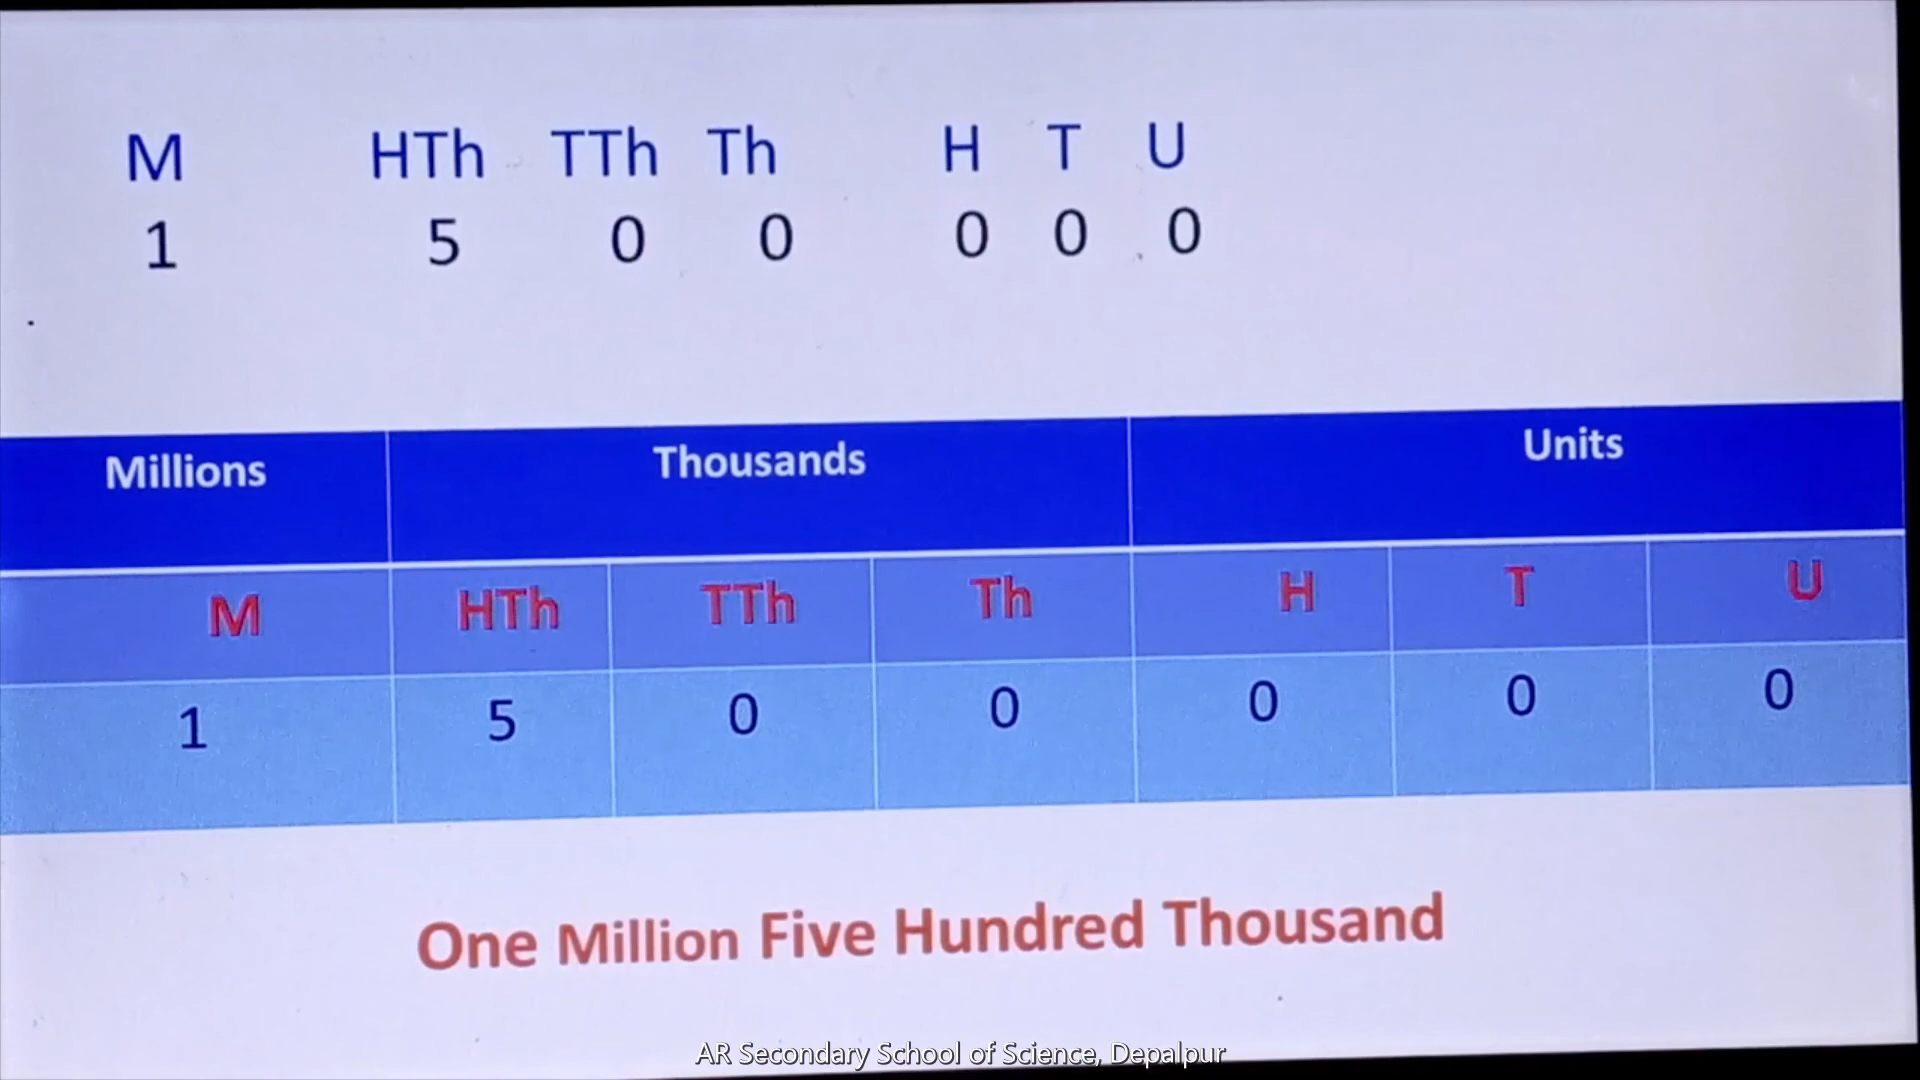 M HTh TTh Th H T U
1 5 0 0 0 0 0
Millions Thousands Units
M HTh TTh Th H T U
1 5 0 0 0 0 0
One Million Five Hundred Thousand
AR Secondary School of Science, Depalpur